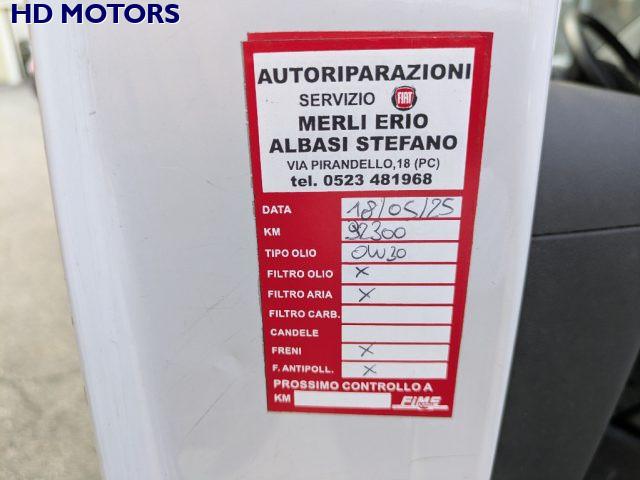 HD MOTORS
AUTORIPARAZIONI
SERVIZIO FIAT
MERLI ERIO
ALBASI STEFANO
VIA PIRANDELLO,18 (PC)
tel. 0523 481968
DATA 18/05/25
KM 92300
TIPO OLIO 0W30
FILTRO OLIO X
FILTRO ARIA X
FILTRO CARB.
CANDELE
FRENI X
F. ANTIPOLL. X
PROSSIMO CONTROLLO A
KM FIME